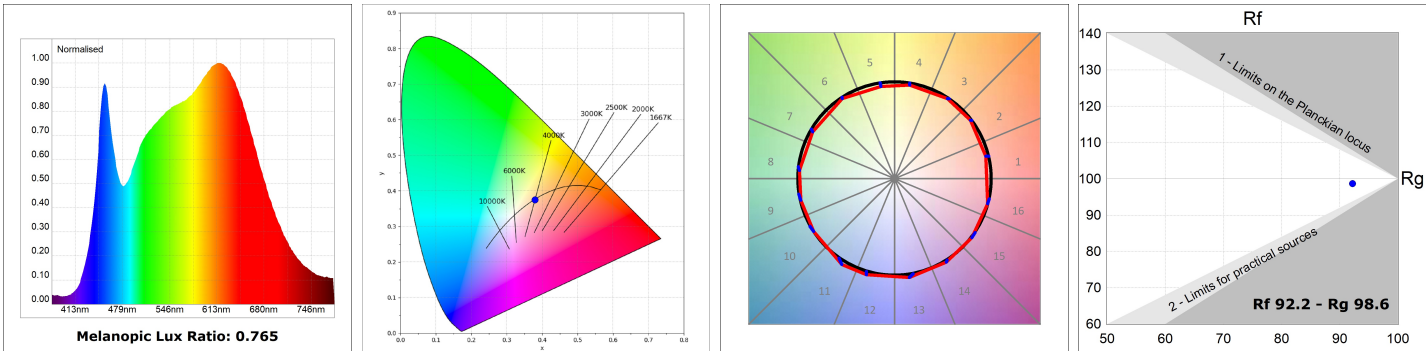 Normalised
1.00
0.90
0.80
0.70
0.60
0.50
0.40
0.30
0.20
0.10
0.00
413nm 479nm 546nm 613nm 680nm 746nm
Melanopic Lux Ratio: 0.765
0.9
0.8
0.7
0.6
0.5
0.4
0.3
0.2
0.1
0.0
y
0.0 0.1 0.2 0.3 0.4 0.5 0.6 0.7 0.8
x
1667K
2000K
2500K
3000K
4000K
6000K
10000K
5 4
6 3
7 2
8 1
9 16
10 15
11 14
12 13
Rf
140
130
120
110
100
90
80
70
60
50 60 70 80 90 100
Rg
1 - Limits on the Planckian locus
2 - Limits for practical sources
Rf 92.2 - Rg 98.6